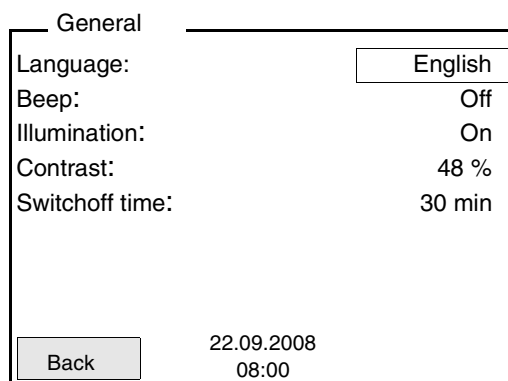 General
Language: English
Beep: Off
Illumination: On
Contrast: 48 %
Switchoff time: 30 min
22.09.2008
Back 08:00